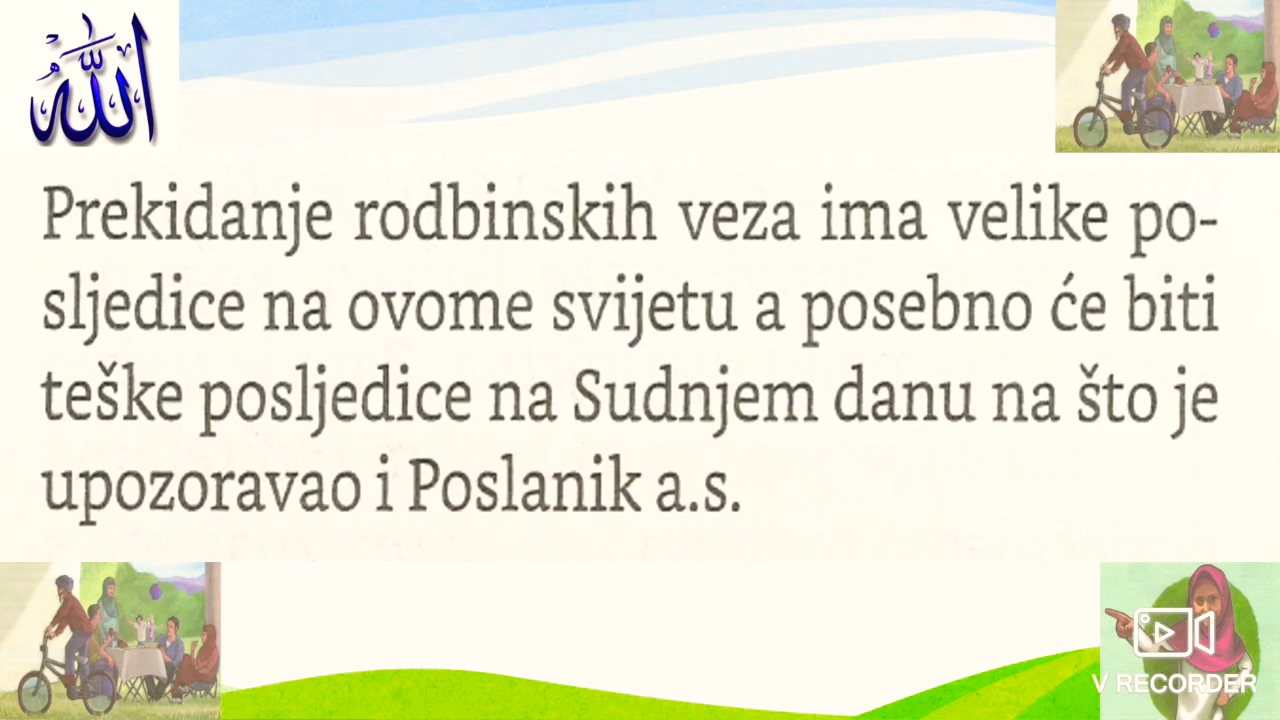 الله
Prekidanje rodbinskih veza ima velike po-
sljedice na ovome svijetu a posebno će biti
teške posljedice na Sudnjem danu na što je
upozoravao i Poslanik a.s.
V RECORDER